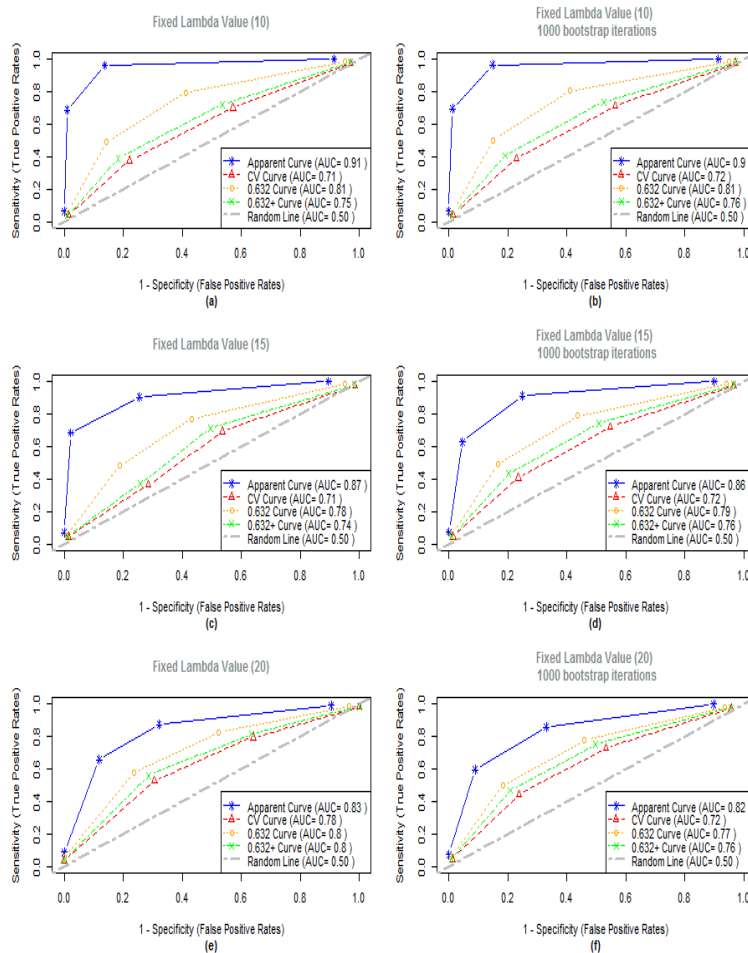 Fixed Lambda Value (10)
Sensitivity (True Positive Rates)
1.0
0.8
0.6
0.4
0.2
0.0
Apparent Curve (AUC= 0.91 )
CV Curve (AUC= 0.71 )
0.632 Curve (AUC= 0.81 )
0.632+ Curve (AUC= 0.75 )
Random Line (AUC= 0.50 )
0.0 0.2 0.4 0.6 0.8 1.0
1 - Specificity (False Positive Rates)
(a)
Fixed Lambda Value (10)
1000 bootstrap iterations
Sensitivity (True Positive Rates)
1.0
0.8
0.6
0.4
0.2
0.0
Apparent Curve (AUC= 0.9
CV Curve (AUC= 0.72 )
0.632 Curve (AUC= 0.81 )
0.632+ Curve (AUC= 0.76 )
Random Line (AUC= 0.50 )
0.0 0.2 0.4 0.6 0.8 1.0
1 - Specificity (False Positive Rates)
(b)
Fixed Lambda Value (15)
Sensitivity (True Positive Rates)
1.0
0.8
0.6
0.4
0.2
0.0
Apparent Curve (AUC= 0.87 )
CV Curve (AUC= 0.71 )
0.632 Curve (AUC= 0.78 )
0.632+ Curve (AUC= 0.74 )
Random Line (AUC= 0.50 )
0.0 0.2 0.4 0.6 0.8 1.0
1 - Specificity (False Positive Rates)
(c)
Fixed Lambda Value (15)
1000 bootstrap iterations
Sensitivity (True Positive Rates)
1.0
0.8
0.6
0.4
0.2
0.0
Apparent Curve (AUC= 0.86
CV Curve (AUC= 0.72 )
0.632 Curve (AUC= 0.79 )
0.632+ Curve (AUC= 0.76 )
Random Line (AUC= 0.50 )
0.0 0.2 0.4 0.6 0.8 1.0
1 - Specificity (False Positive Rates)
(d)
Fixed Lambda Value (20)
Sensitivity (True Positive Rates)
1.0
0.8
0.6
0.4
0.2
0.0
Apparent Curve (AUC= 0.83 )
CV Curve (AUC= 0.78 )
0.632 Curve (AUC= 0.8 )
0.632+ Curve (AUC= 0.8 )
Random Line (AUC= 0.50 )
0.0 0.2 0.4 0.6 0.8 1.0
1 - Specificity (False Positive Rates)
(e)
Fixed Lambda Value (20)
1000 bootstrap iterations
Sensitivity (True Positive Rates)
1.0
0.8
0.6
0.4
0.2
0.0
Apparent Curve (AUC= 0.82
CV Curve (AUC= 0.72 )
0.632 Curve (AUC= 0.77 )
0.632+ Curve (AUC= 0.76 )
Random Line (AUC= 0.50 )
0.0 0.2 0.4 0.6 0.8 1.0
1 - Specificity (False Positive Rates)
(f)